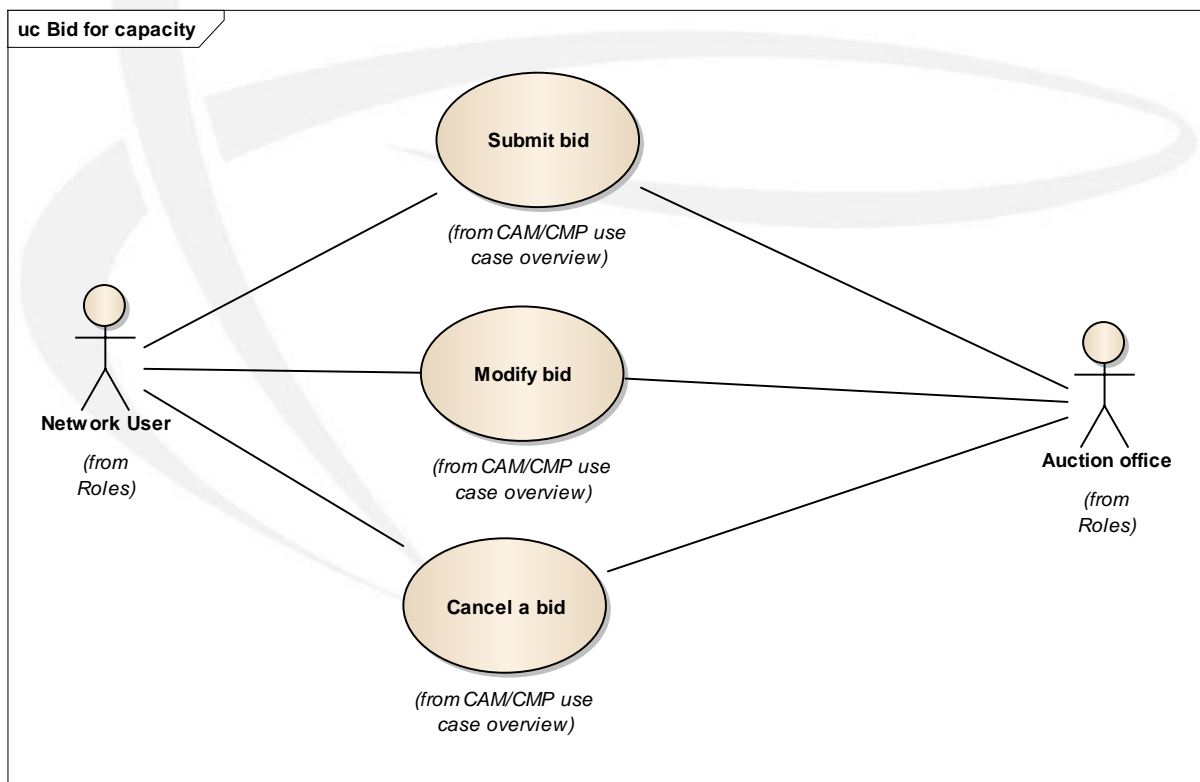 uc Bid for capacity
Submit bid
(from CAM/CMP use
case overview)
Network User
(from
Roles)
Modify bid
(from CAM/CMP use
case overview)
Auction office
(from
Roles)
Cancel a bid
(from CAM/CMP use
case overview)